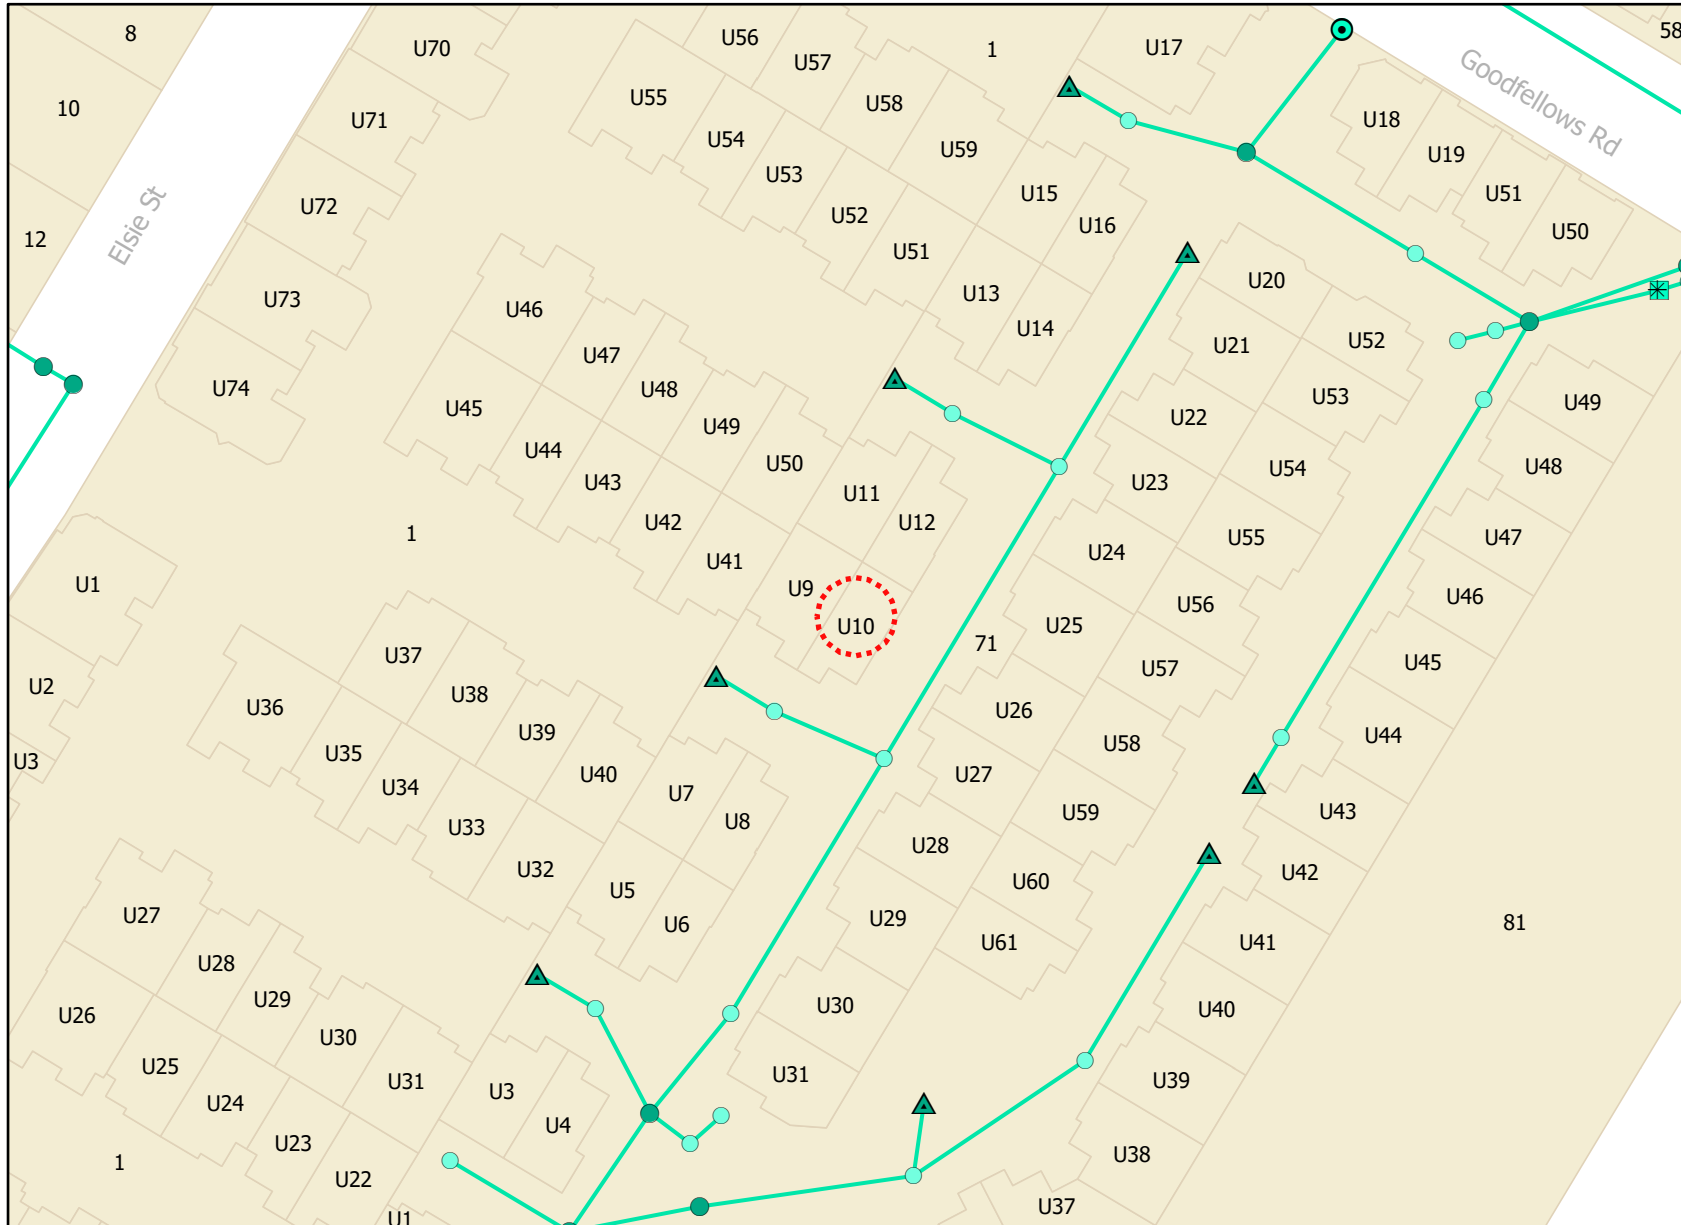 8
U70
U56
U57
1
U17
58
Goodfellows Rd
10
U71
U55
U54
U58
U59
U18
U19
U51
U50
12
Elsie St
U72
U53
U52
U51
U15
U16
U73
U46
U13
U14
U20
U21
U52
U53
U74
U45
U47
U48
U49
U50
U22
U49
U44
U43
U42
U41
U11
U12
U23
U54
U48
1
U1
U9
U10
71
U24
U55
U47
U25
U56
U46
U2
U3
U36
U37
U38
U39
U40
U26
U57
U45
U35
U34
U33
U32
U7
U8
U27
U58
U44
U5
U6
U28
U59
U43
U27
U28
U29
U30
U31
U29
U60
U61
U42
81
U26
U25
U24
U23
U22
U3
U4
U30
U31
U41
U40
U39
1
U1
U38
U37